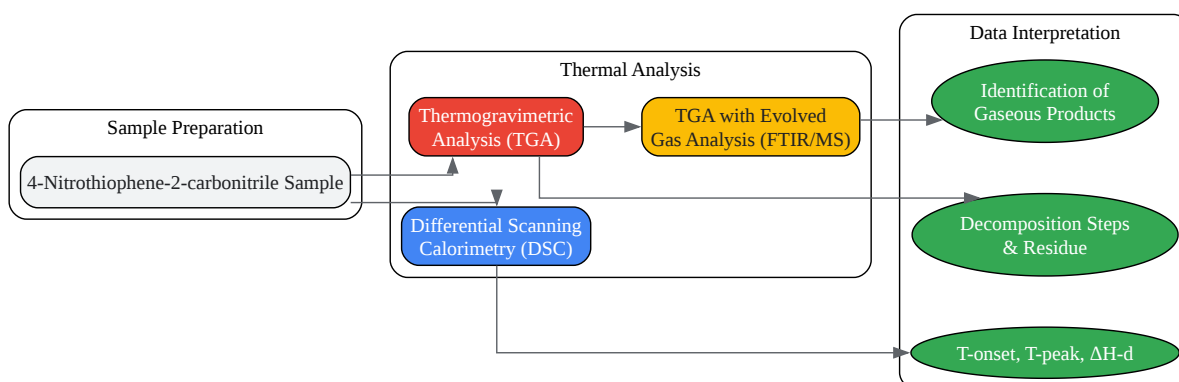 Sample Preparation
4-Nitrothiophene-2-carbonitrile Sample
Thermal Analysis
Thermogravimetric
Analysis (TGA)
TGA with Evolved
Gas Analysis (FTIR/MS)
Differential Scanning
Calorimetry (DSC)
Data Interpretation
Identification of
Gaseous Products
Decomposition Steps
& Residue
T-onset, T-peak, ΔH-d